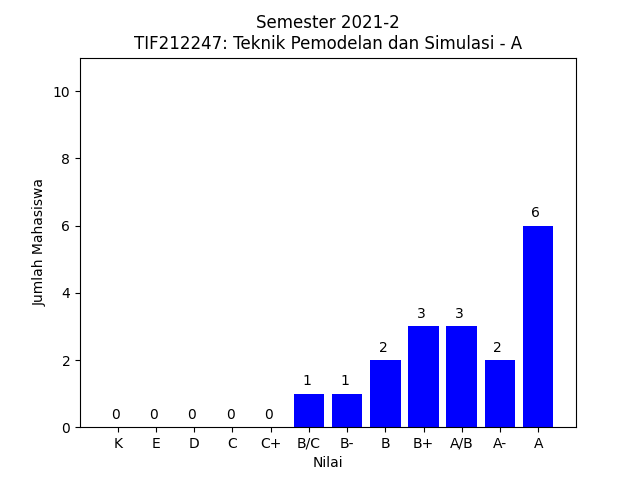 Semester 2021-2
TIF212247: Teknik Pemodelan dan Simulasi - A
10
8
6
4
2
0
Jumlah Mahasiswa
0 0 0 0 0 1 1 2 3 3 2 6
K E D C C+ B/C B- B B+ A/B A- A
Nilai